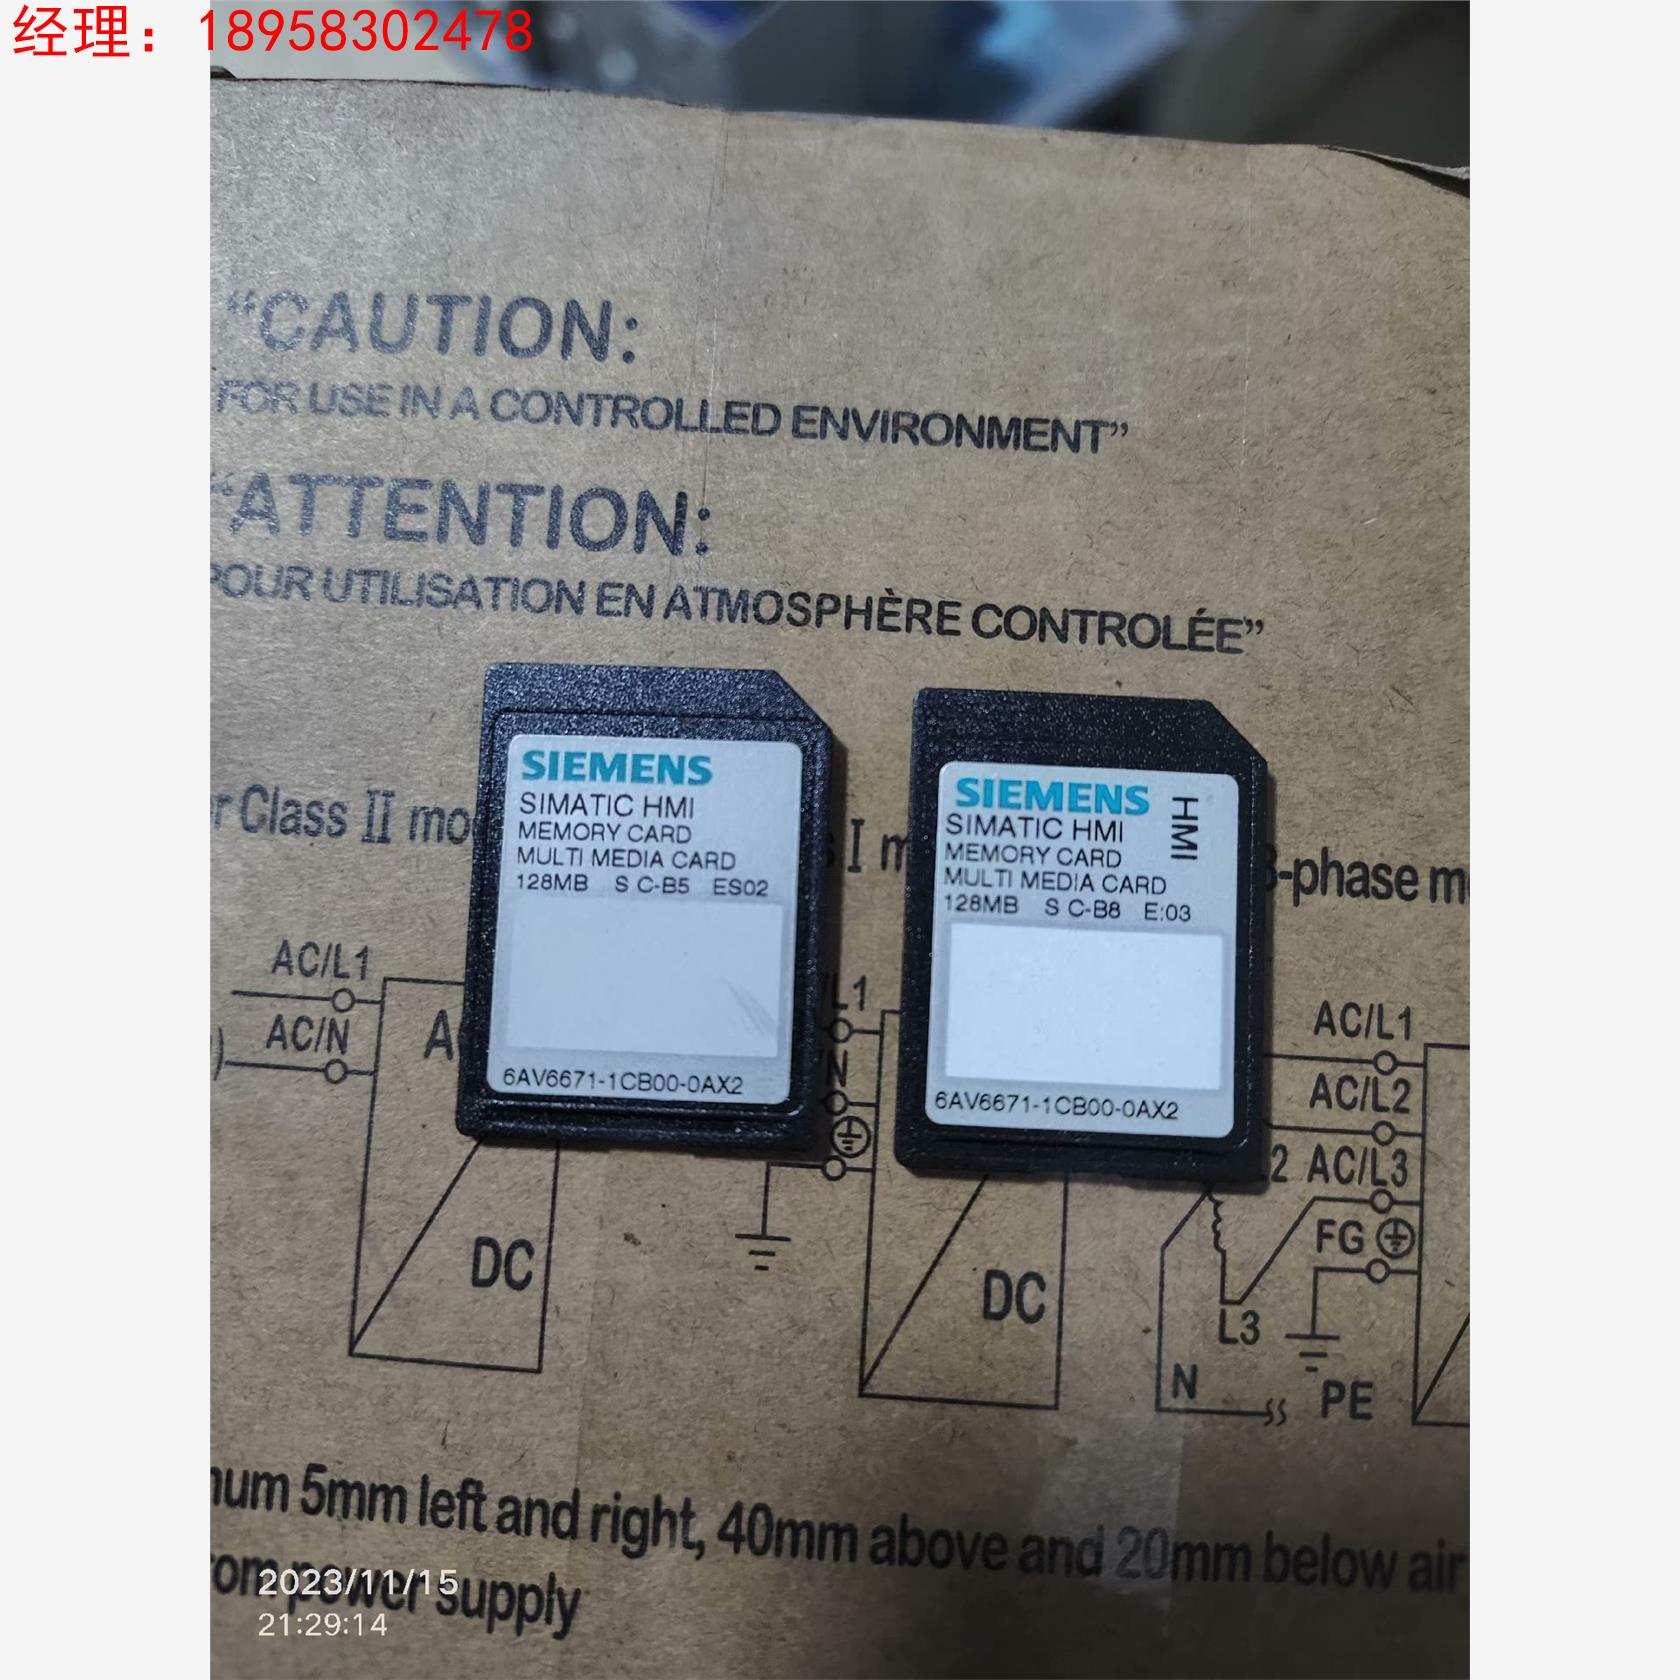 经理：18958302478
“CAUTION:
FOR USE IN A CONTROLLED ENVIRONMENT”
“ATTENTION:
POUR UTILISATION EN ATMOSPHÈRE CONTROLÉE”
SIEMENS
SIMATIC HMI
MEMORY CARD
MULTI MEDIA CARD
128MB S C-B5 ES02
6AV6671-1CB00-0AX2
SIEMENS
HMI
SIMATIC HMI
MEMORY CARD
MULTI MEDIA CARD
128MB S C-B8 E:03
6AV6671-1CB00-0AX2
Class II
I
3-phase
AC/L1
AC/N
DC
L1
N
DC
AC/L1
AC/L2
AC/L3
FG
L3
N
PE
5mm left and right, 40mm above and 20mm below air
power supply
2023/11/15
21:29:14